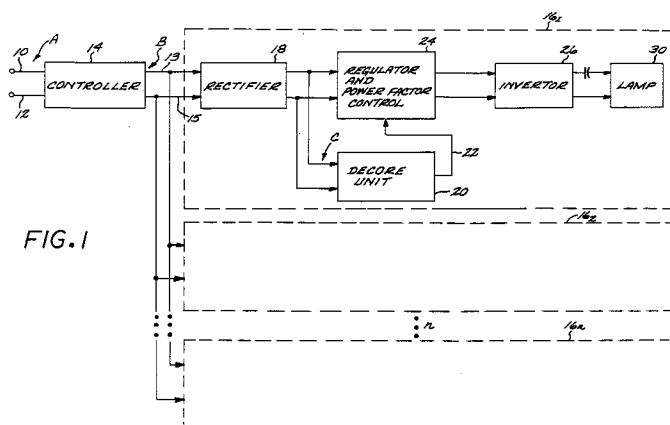 16₁
A
10
14
B
13
18
24
26
30
CONTROLLER
RECTIFIER
REGULATOR
AND
POWER FACTOR
CONTROL
INVERTOR
LAMP
12
15
C
22
DECORE
UNIT
20
FIG. 1
16₂
n
16n